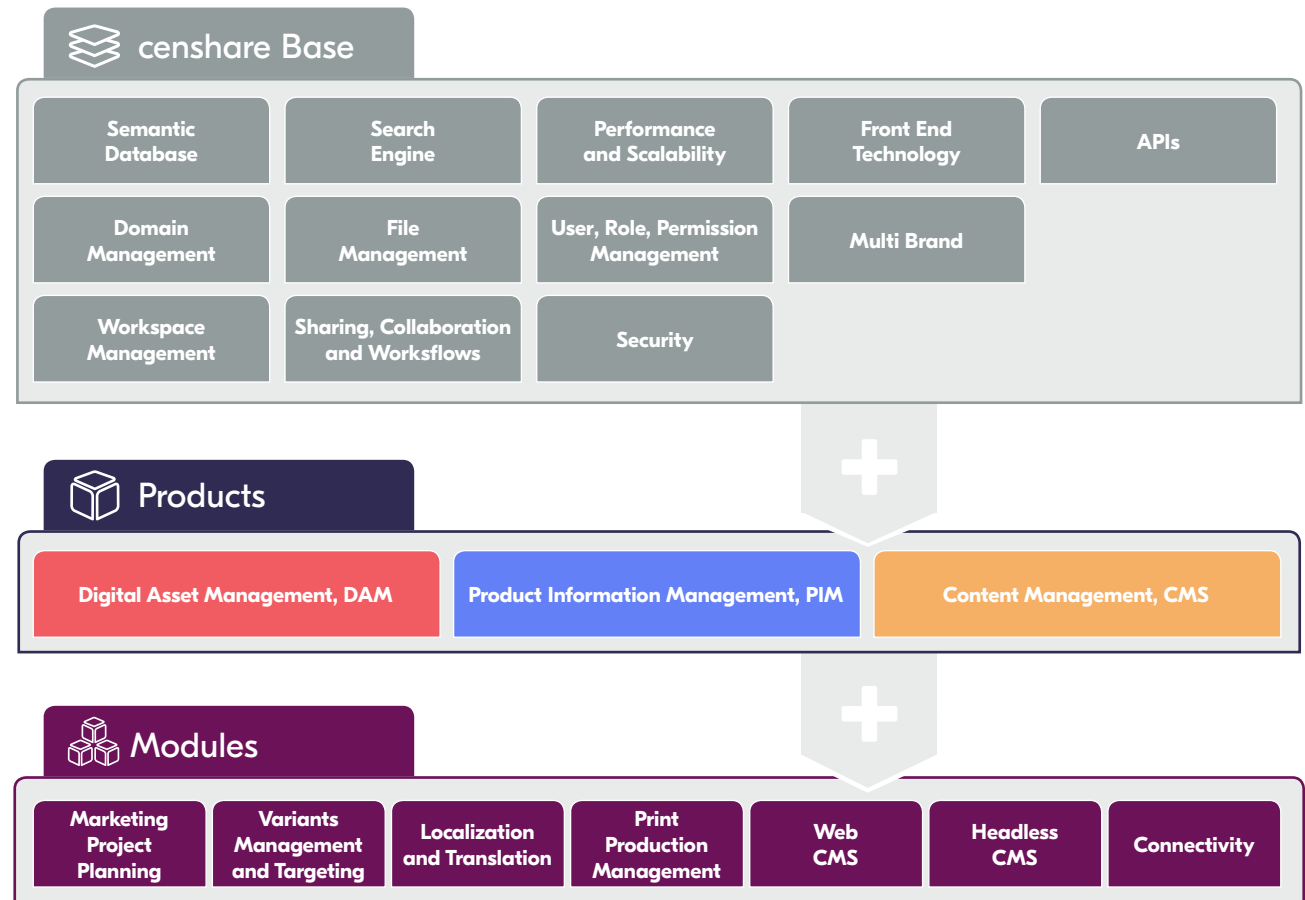 censhare Base
Semantic
Database
Search
Engine
Performance
and Scalability
Front End
Technology
APIs
Domain
Management
File
Management
User, Role, Permission
Management
Multi Brand
Workspace
Management
Sharing, Collaboration
and Worksflows
Security
Products
Digital Asset Management, DAM
Product Information Management, PIM
Content Management, CMS
Modules
Marketing
Project
Planning
Variants
Management
and Targeting
Localization
and Translation
Print
Production
Management
Web
CMS
Headless
CMS
Connectivity